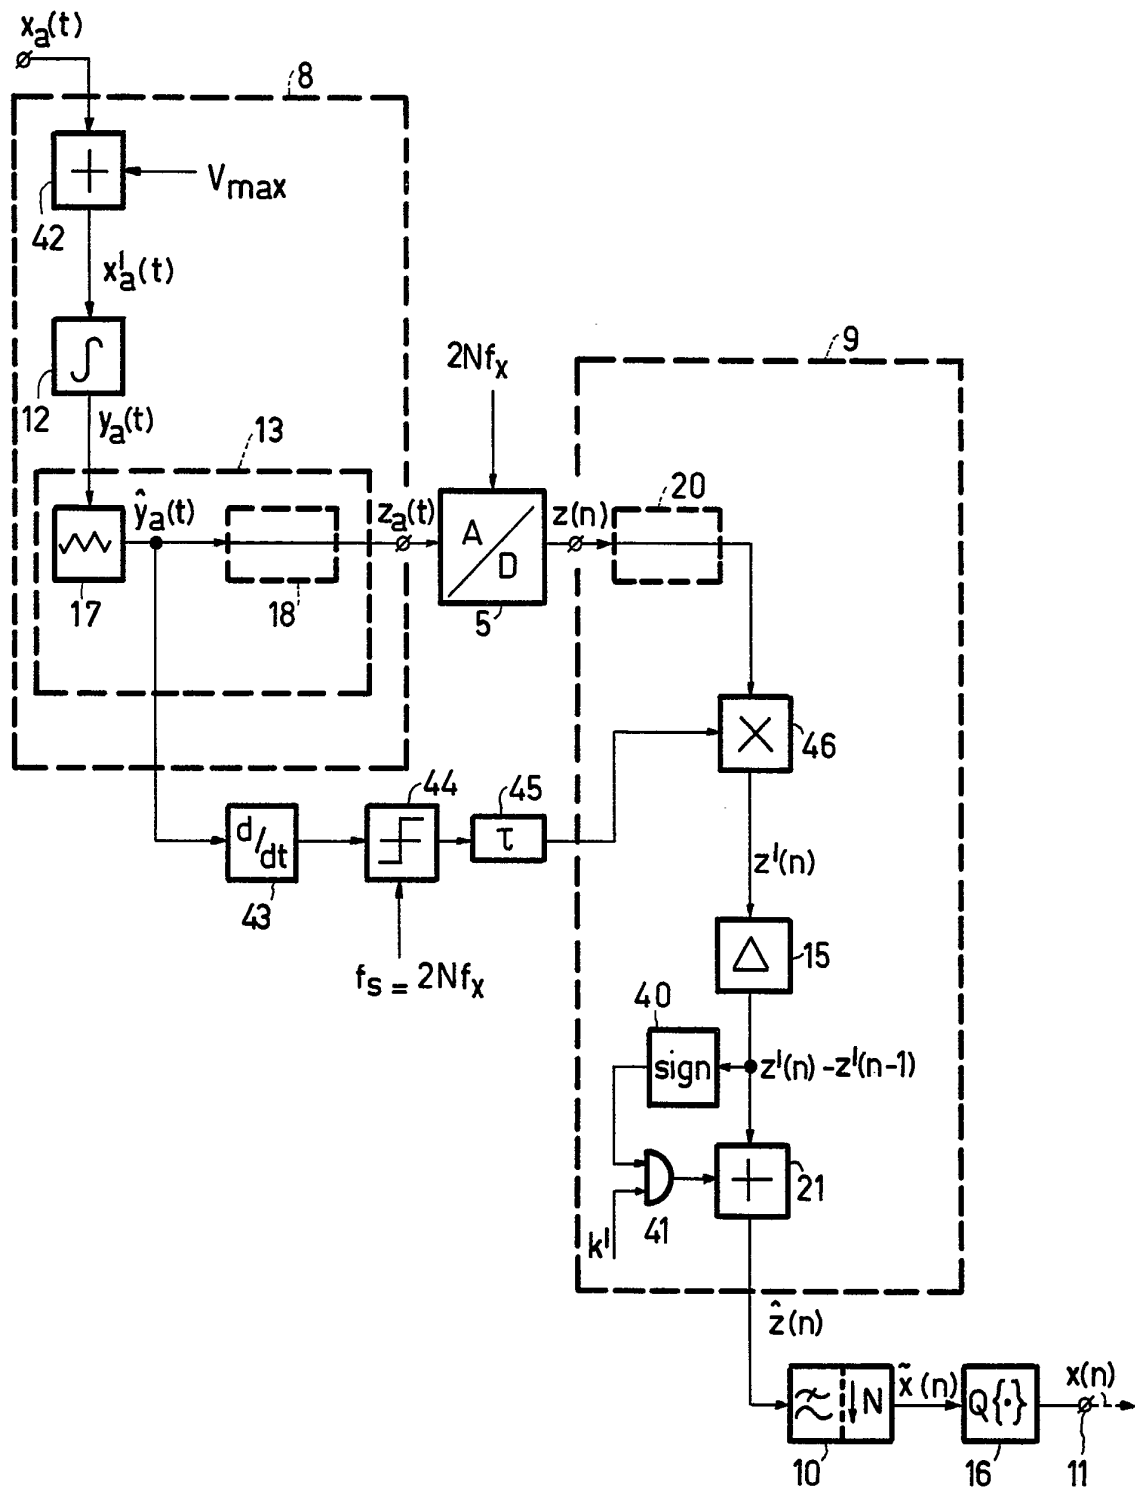 xₐ(t)
8
+
Vmax
42
x'ₐ(t)
∫
12
yₐ(t)
13
ŷₐ(t)
17
18
zₐ(t)
2Nfₓ
A/D
5
z(n)
9
20
×
46
d/dt
43
44
45
τ
fs = 2Nfₓ
z'(n)
Δ
15
40
sign
z'(n) - z'(n-1)
+
21
41
k'
ẑ(n)
↓N
10
x̃(n)
Q{·}
16
x(n)
11